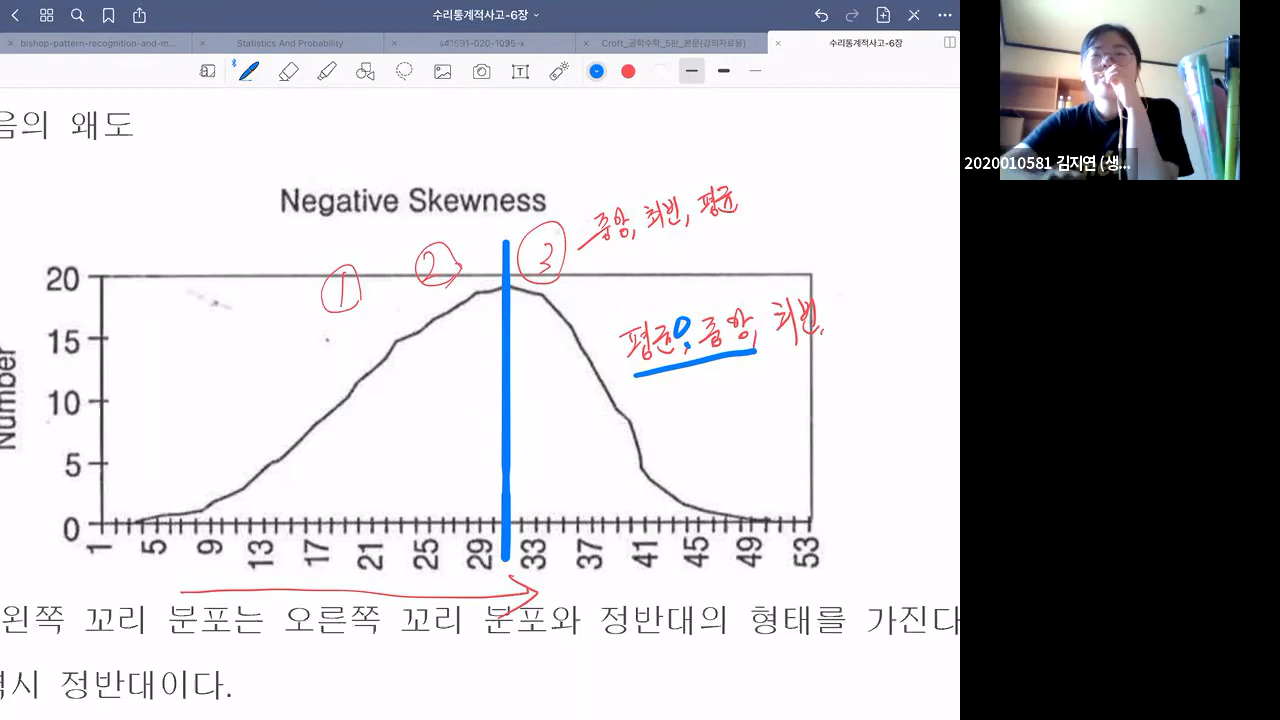 수리통계적사고-6장
bishop-pattern-recognition-and-m...
Statistics And Probability
s41591-020-1095-x
Croft_공학수학_5판_본문(강의자료용)
수리통계적사고-6장
음의 왜도
2020010581 김지연 (생...
Negative Skewness
중앙, 최빈, 평균
1 2 3
평균, 중앙, 최빈.
Number
20
15
10
5
0
1 5 9 13 17 21 25 29 33 37 41 45 49 53
왼쪽 꼬리 분포는 오른쪽 꼬리 분포와 정반대의 형태를 가진다
역시 정반대이다.